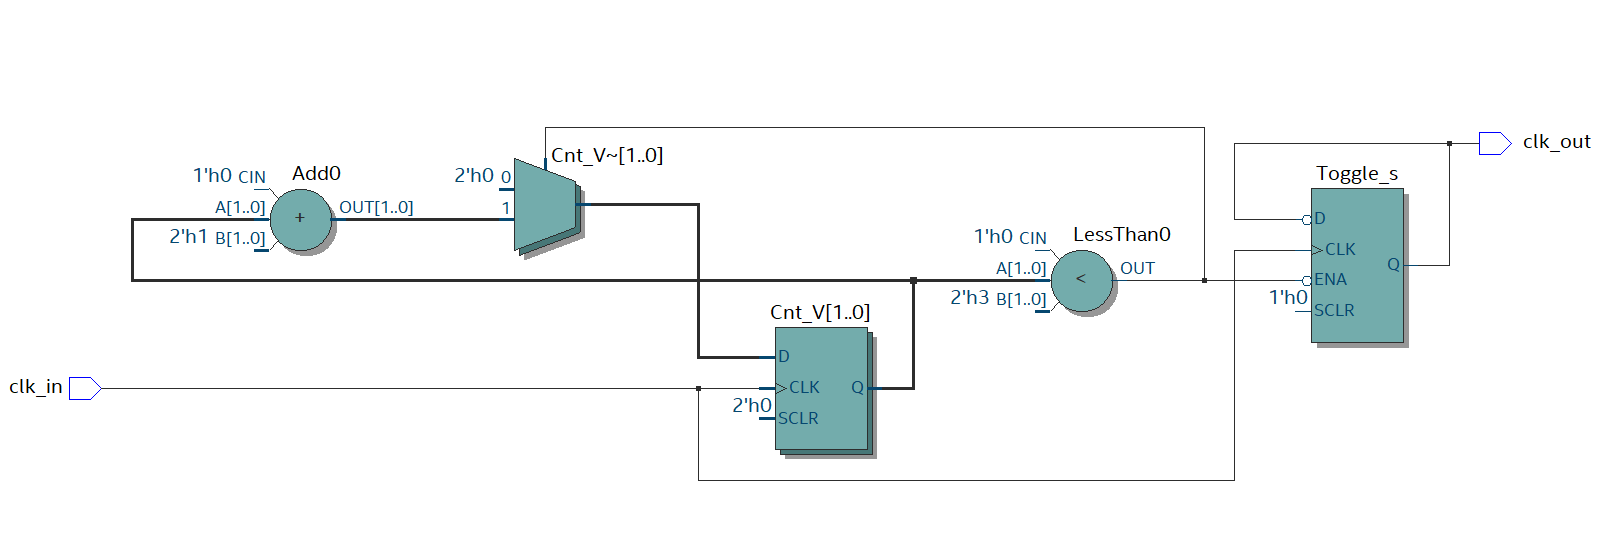 clk_out
Cnt_V~[1..0]
1'h0 CIN
Add0
2'h0 0
Toggle_s
A[1..0]
+
OUT[1..0]
1
D
2'h1 B[1..0]
1'h0 CIN
LessThan0
CLK
Q
A[1..0]
<
OUT
ENA
2'h3 B[1..0]
1'h0
SCLR
Cnt_V[1..0]
D
clk_in
CLK
Q
2'h0
SCLR